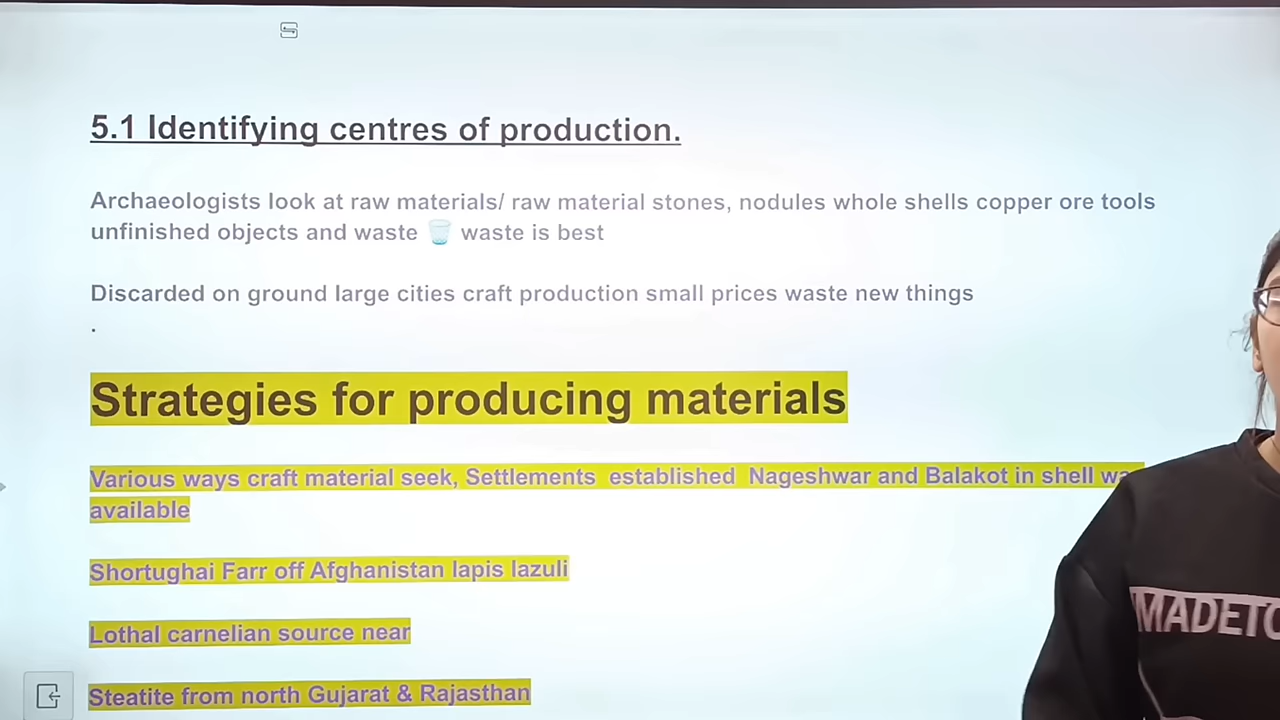 5.1 Identifying centres of production.
Archaeologists look at raw materials/ raw material stones, nodules whole shells copper ore tools
unfinished objects and waste 🗑️ waste is best
Discarded on ground large cities craft production small prices waste new things
.
Strategies for producing materials
Various ways craft material seek, Settlements established Nageshwar and Balakot in shell
available
Shortughai Farr off Afghanistan lapis lazuli
Lothal carnelian source near
Steatite from north Gujarat & Rajasthan